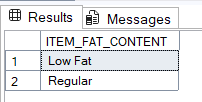 Results Messages
ITEM_FAT_CONTENT
1 Low Fat
2 Regular